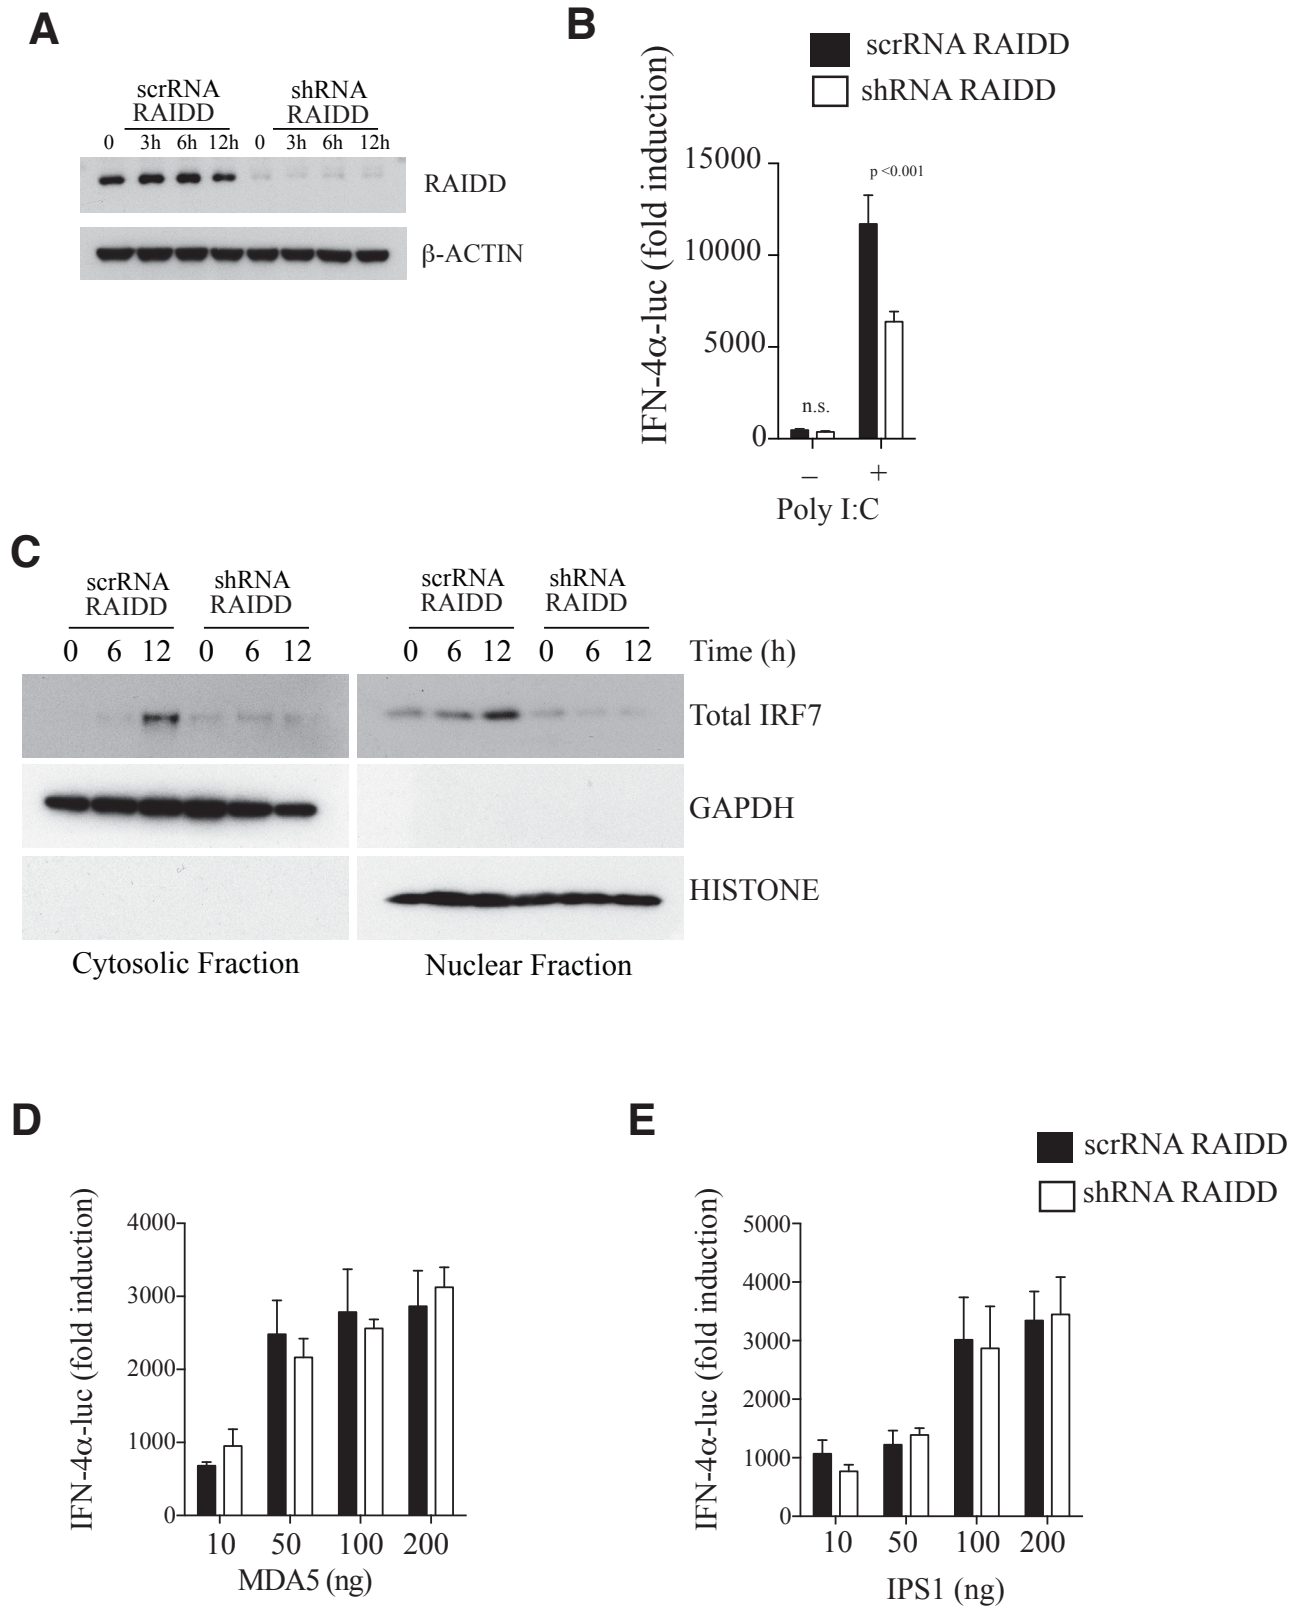 A
scrRNA shRNA
RAIDD RAIDD
0 3h 6h 12h 0 3h 6h 12h
RAIDD
β-ACTIN
B
scrRNA RAIDD
shRNA RAIDD
IFN-4α-luc (fold induction)
15000
10000
5000
0
p <0.001
n.s.
– +
Poly I:C
C
scrRNA shRNA scrRNA shRNA
RAIDD RAIDD RAIDD RAIDD
0 6 12 0 6 12 0 6 12 0 6 12 Time (h)
Total IRF7
GAPDH
HISTONE
Cytosolic Fraction Nuclear Fraction
D
IFN-4α-luc (fold induction)
4000
3000
2000
1000
0
10 50 100 200
MDA5 (ng)
E
scrRNA RAIDD
shRNA RAIDD
IFN-4α-luc (fold induction)
5000
4000
3000
2000
1000
0
10 50 100 200
IPS1 (ng)